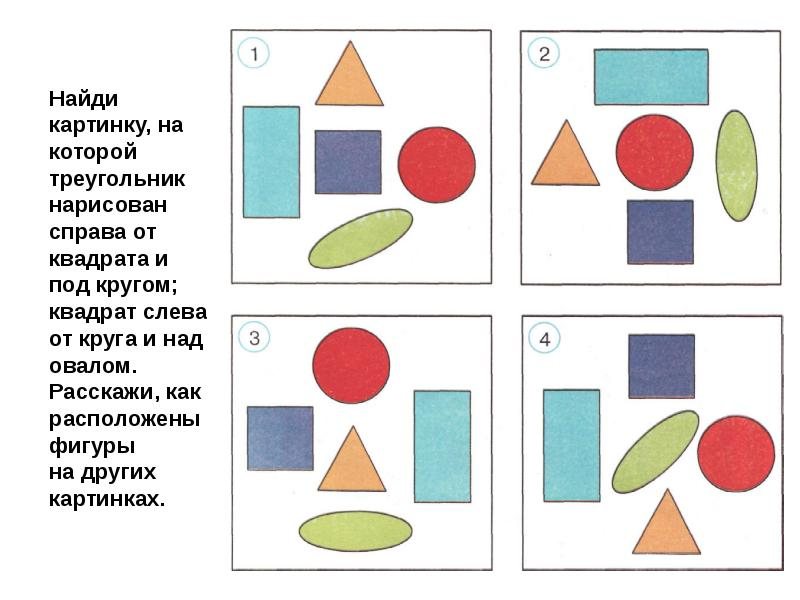 Найди
картинку, на
которой
треугольник
нарисован
справа от
квадрата и
под кругом;
квадрат слева
от круга и над
овалом.
Расскажи, как
расположены
фигуры
на других
картинках.
1
2
3
4